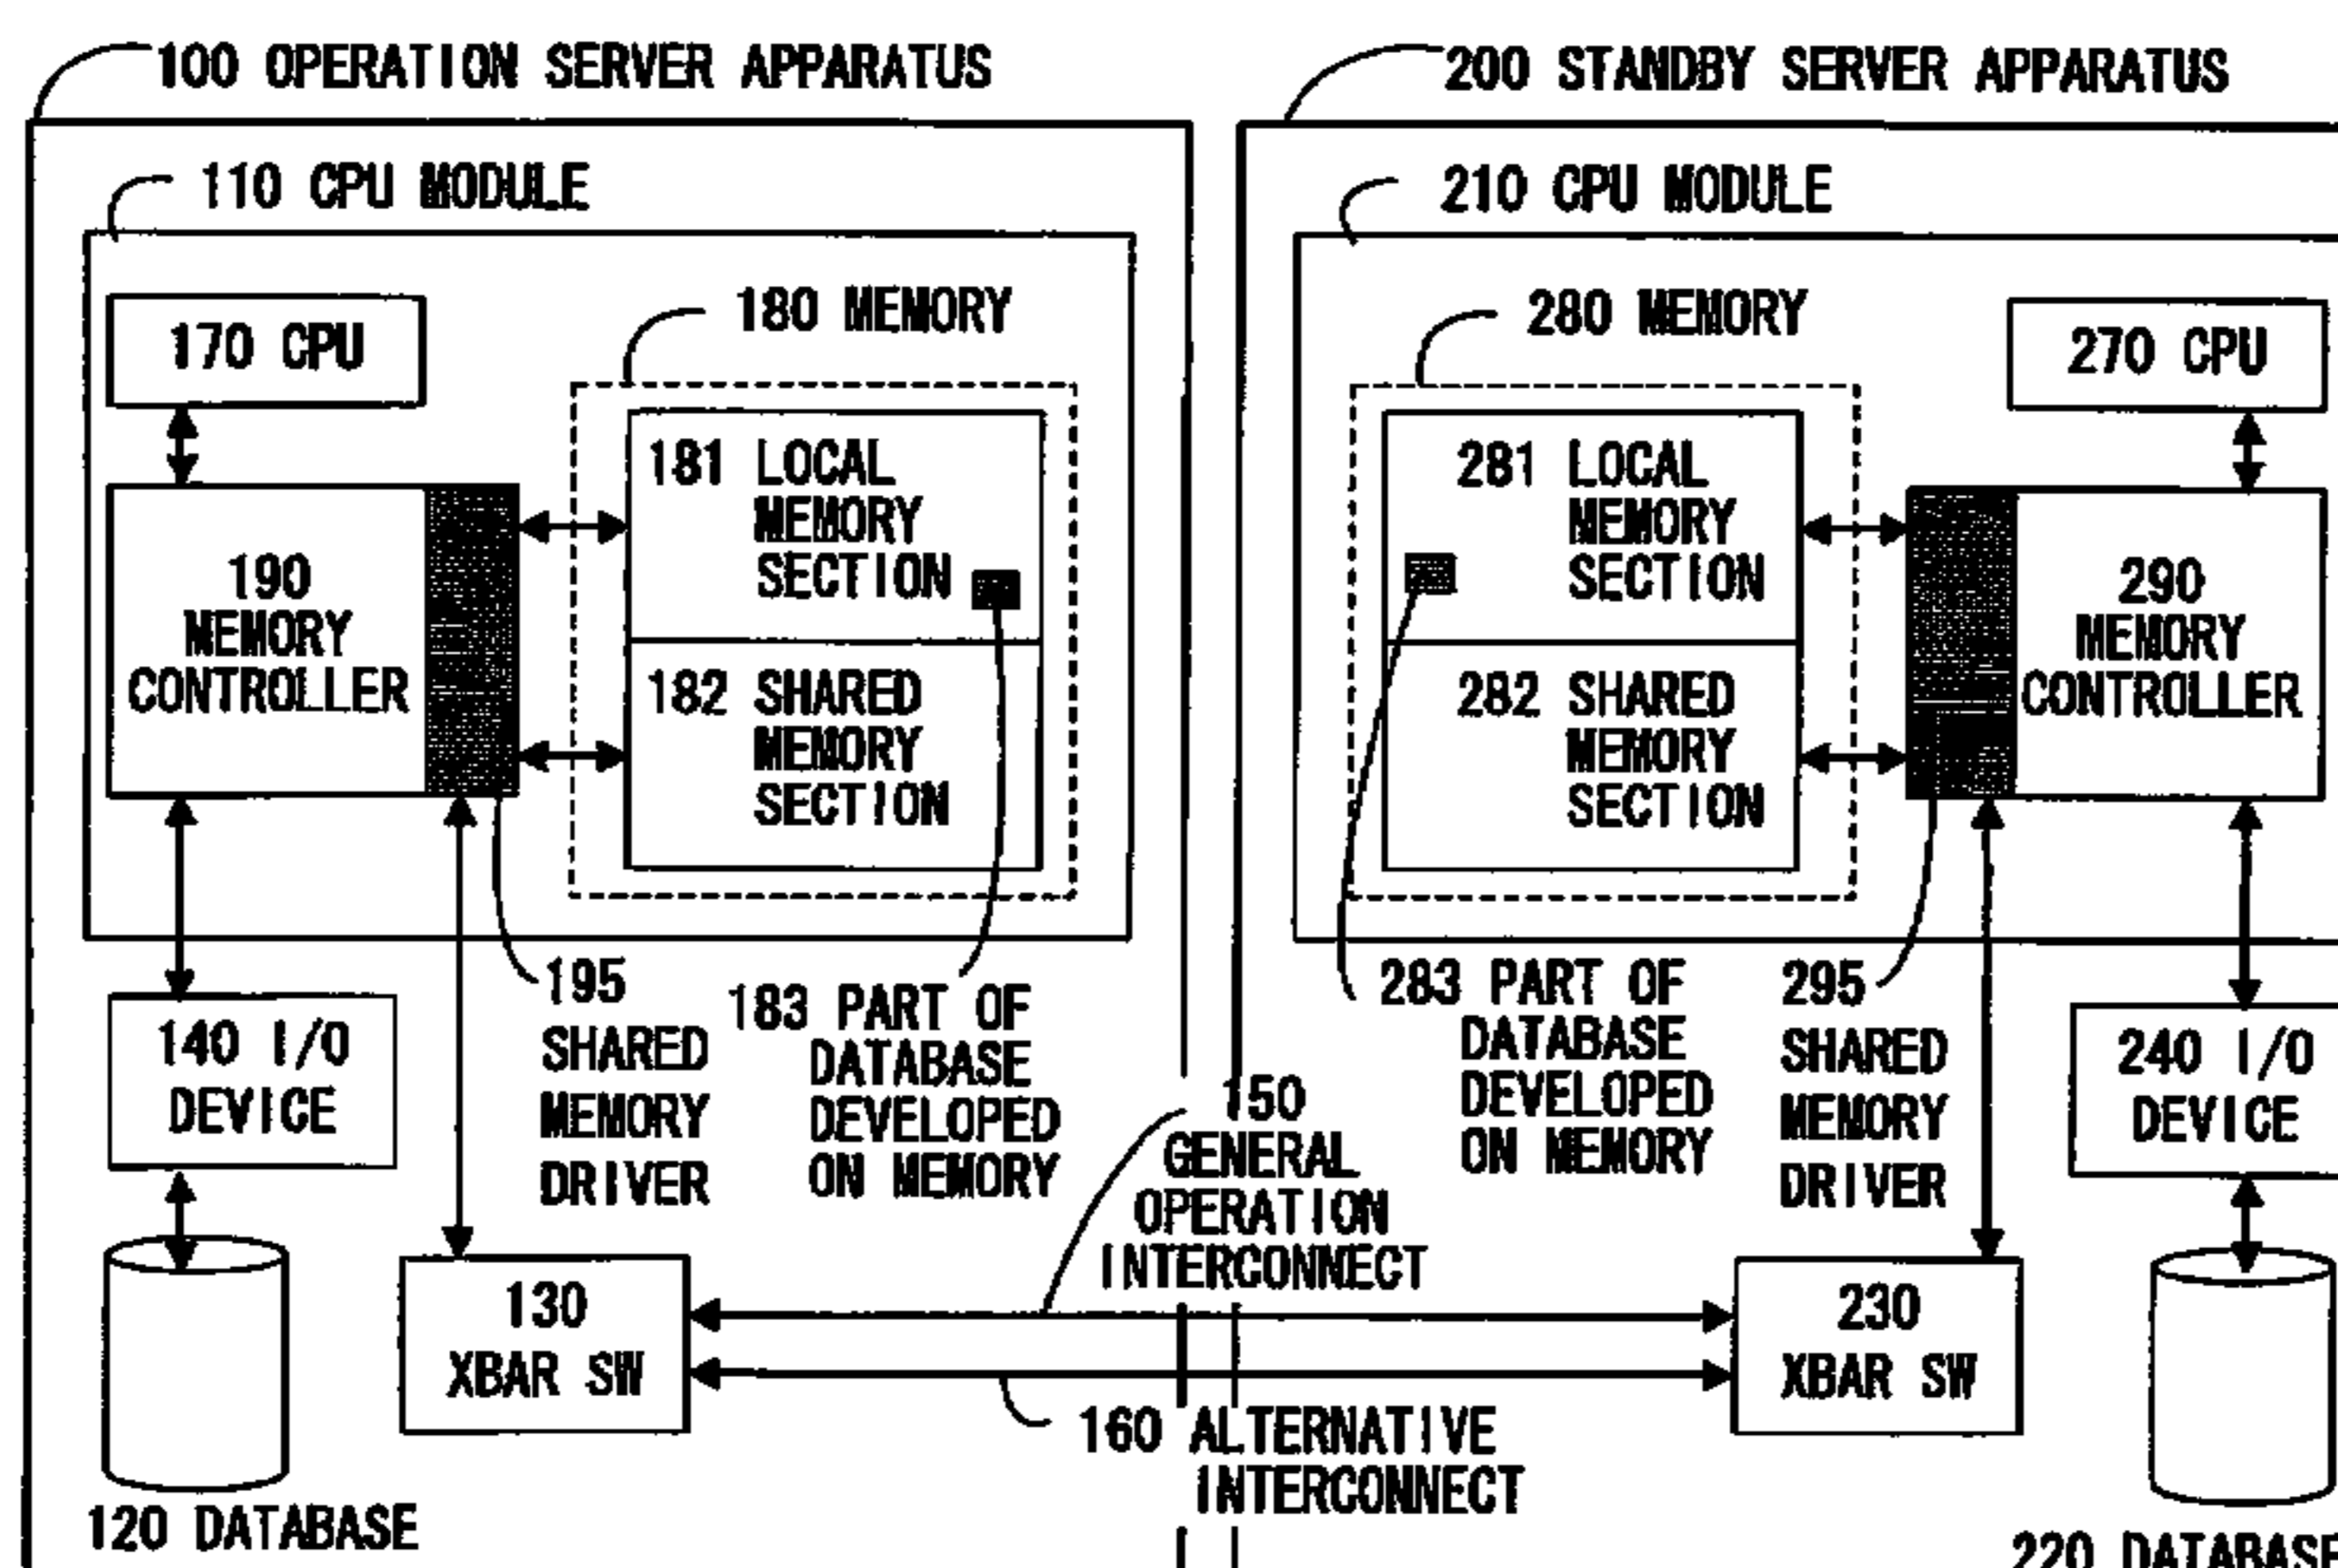 100 OPERATION SERVER APPARATUS
110 CPU MODULE
170 CPU
180 MEMORY
181 LOCAL
MEMORY
SECTION
182 SHARED
MEMORY
SECTION
190
MEMORY
CONTROLLER
195
SHARED
MEMORY
DRIVER
183 PART OF
DATABASE
DEVELOPED
ON MEMORY
140 I/O
DEVICE
120 DATABASE
130
XBAR SW
150
GENERAL
OPERATION
INTERCONNECT
160 ALTERNATIVE
INTERCONNECT
200 STANDBY SERVER APPARATUS
210 CPU MODULE
280 MEMORY
270 CPU
281 LOCAL
MEMORY
SECTION
282 SHARED
MEMORY
SECTION
290
MEMORY
CONTROLLER
283 PART OF
DATABASE
DEVELOPED
ON MEMORY
295
SHARED
MEMORY
DRIVER
240 I/O
DEVICE
230
XBAR SW
220 DATABASE